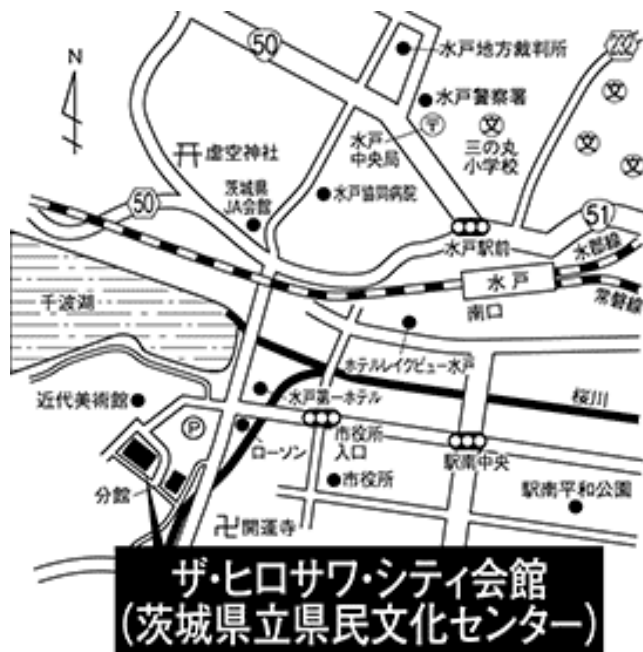 50
232
水戸地方裁判所
N
水戸警察署
〒
文
文
文
文
文
水戸
中央局
三の丸
小学校
虚空神社
茨城県
JA会館
水戸協同病院
50
51
水戸駅前
水郡線
水戸
常磐線
南口
千波湖
ホテルレイクビュー水戸
近代美術館
水戸第一ホテル
桜川
P
ローソン
市役所
入口
駅南中央
市役所
分館
駅南平和公園
開運寺
ザ・ヒロサワ・シティ会館
(茨城県立県民文化センター)